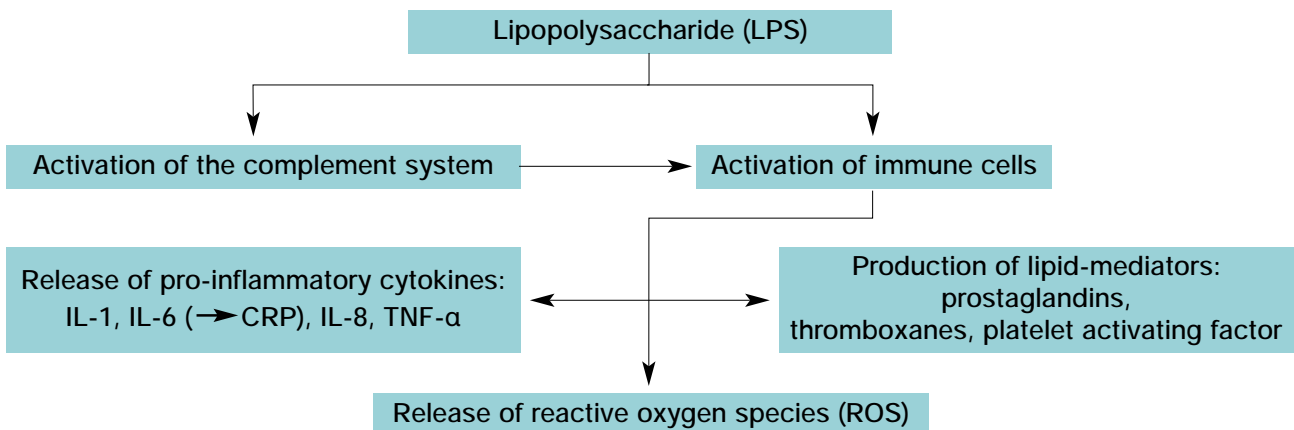 Lipopolysaccharide (LPS)
Activation of the complement system
Activation of immune cells
Release of pro-inflammatory cytokines:
IL-1, IL-6 (→ CRP), IL-8, TNF-α
Production of lipid-mediators:
prostaglandins,
thromboxanes, platelet activating factor
Release of reactive oxygen species (ROS)